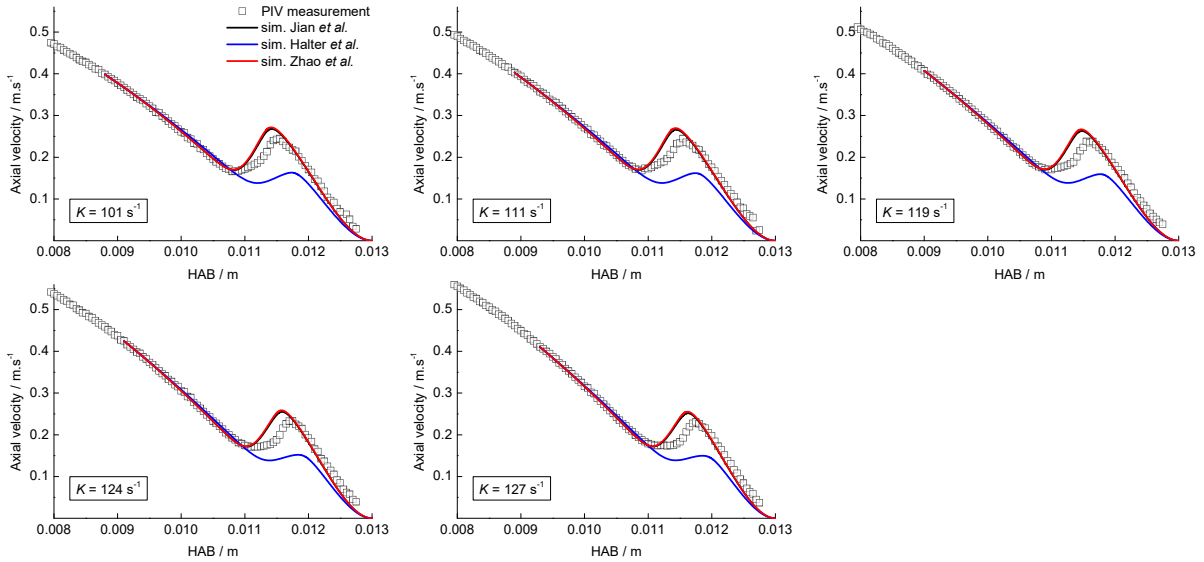 PIV measurement
sim. Jian et al.
sim. Halter et al.
sim. Zhao et al.
0.5
0.4
0.3
0.2
0.1
Axial velocity / m.s-1
K = 101 s-1
0.008 0.009 0.010 0.011 0.012 0.013
HAB / m
0.5
0.4
0.3
0.2
0.1
Axial velocity / m.s-1
K = 111 s-1
0.008 0.009 0.010 0.011 0.012 0.013
HAB / m
0.5
0.4
0.3
0.2
0.1
Axial velocity / m.s-1
K = 119 s-1
0.008 0.009 0.010 0.011 0.012 0.013
HAB / m
0.5
0.4
0.3
0.2
0.1
Axial velocity / m.s-1
K = 124 s-1
0.008 0.009 0.010 0.011 0.012 0.013
HAB / m
0.5
0.4
0.3
0.2
0.1
Axial velocity / m.s-1
K = 127 s-1
0.008 0.009 0.010 0.011 0.012 0.013
HAB / m